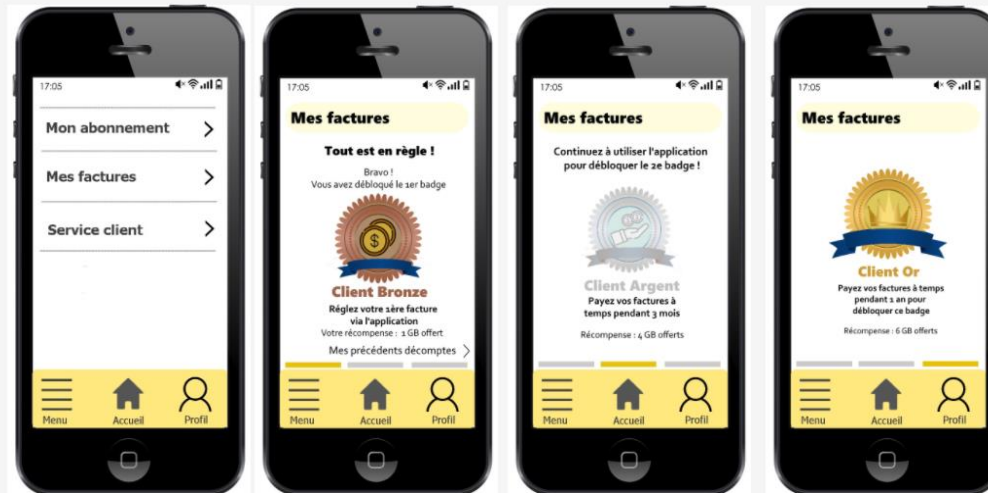 17:05
Mon abonnement
Mes factures
Service client
Menu
Accueil
Profil
17:05
Mes factures
Tout est en règle !
Bravo !
Vous avez débloqué le 1er badge
$
Client Bronze
Réglez votre 1ère facture
via l'application
Votre récompense : 1 GB offert
Mes précédents décomptes
Menu
Accueil
Profil
17:05
Mes factures
Continuez à utiliser l'application
pour débloquer le 2e badge !
Client Argent
Payez vos factures à
temps pendant 3 mois
Récompense : 4 GB offerts
Menu
Accueil
Profil
17:05
Mes factures
Client Or
Payez vos factures à temps
pendant 1 an pour
débloquer ce badge
Récompense : 6 GB offerts
Menu
Accueil
Profil